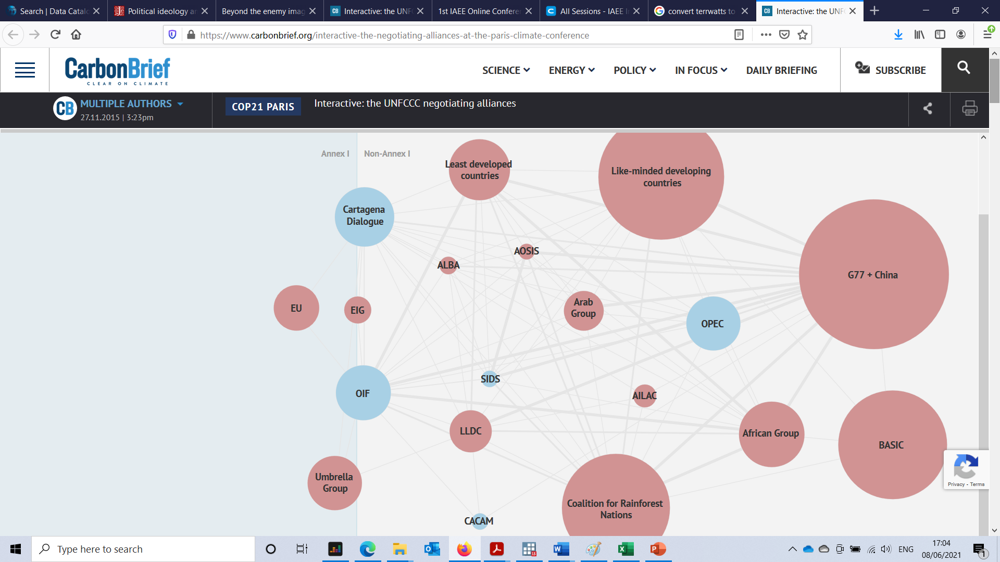 Search | Data Catal
Political ideology a
Beyond the enemy imag
Interactive: the UNF
1st IAEE Online Conferen
All Sessions - IAEE I
convert terrwatts to
Interactive: the UNF
https://www.carbonbrief.org/interactive-the-negotiating-alliances-at-the-paris-climate-conference
CarbonBrief
CLEAR ON CLIMATE
SCIENCE
ENERGY
POLICY
IN FOCUS
DAILY BRIEFING
SUBSCRIBE
CB
MULTIPLE AUTHORS
27.11.2015 | 3:23pm
COP21 PARIS
Interactive: the UNFCCC negotiating alliances
Annex I
Non-Annex I
Least developed
countries
Like-minded developing
countries
Cartagena
Dialogue
AOSIS
ALBA
G77 + China
EU
EIG
Arab
Group
OPEC
SIDS
OIF
AILAC
LLDC
African Group
BASIC
Umbrella
Group
Coalition for Rainforest
Nations
CACAM
Privacy - Terms
Type here to search
ENG
17:04
08/06/2021
1